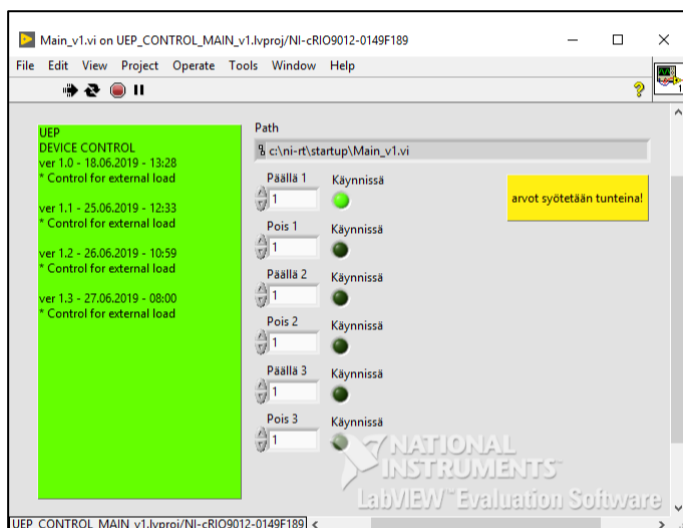 Main_v1.vi on UEP_CONTROL_MAIN_v1.lvproj/NI-cRIO9012-0149F189
File Edit View Project Operate Tools Window Help
UEP
DEVICE CONTROL
ver 1.0 - 18.06.2019 - 13:28
* Control for external load
ver 1.1 - 25.06.2019 - 12:33
* Control for external load
ver 1.2 - 26.06.2019 - 10:59
* Control for external load
ver 1.3 - 27.06.2019 - 08:00
* Control for external load
Path
c:\ni-rt\startup\Main_v1.vi
Päällä 1 Käynnissä
1
Pois 1 Käynnissä
1
Päällä 2 Käynnissä
1
Pois 2 Käynnissä
1
Päällä 3 Käynnissä
1
Pois 3 Käynnissä
1
arvot syötetään tunteina!
NATIONAL
INSTRUMENTS
LabVIEW™ Evaluation Software
UEP_CONTROL_MAIN_v1.lvproj/NI-cRIO9012-0149F189